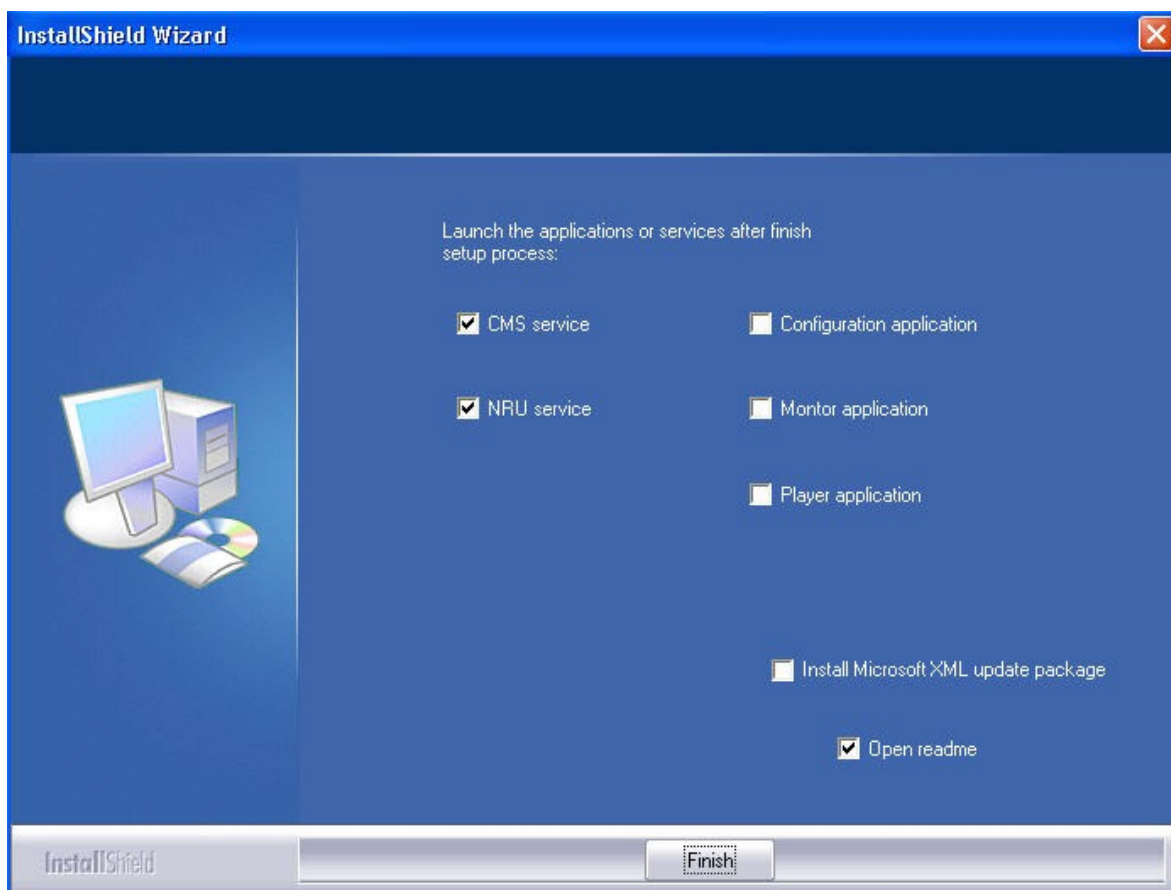 InstallShield Wizard
Launch the applications or services after finish
setup process:
CMS service
Configuration application
NRU service
Montor application
Player application
Install Microsoft XML update package
Open readme
InstallShield
Finish